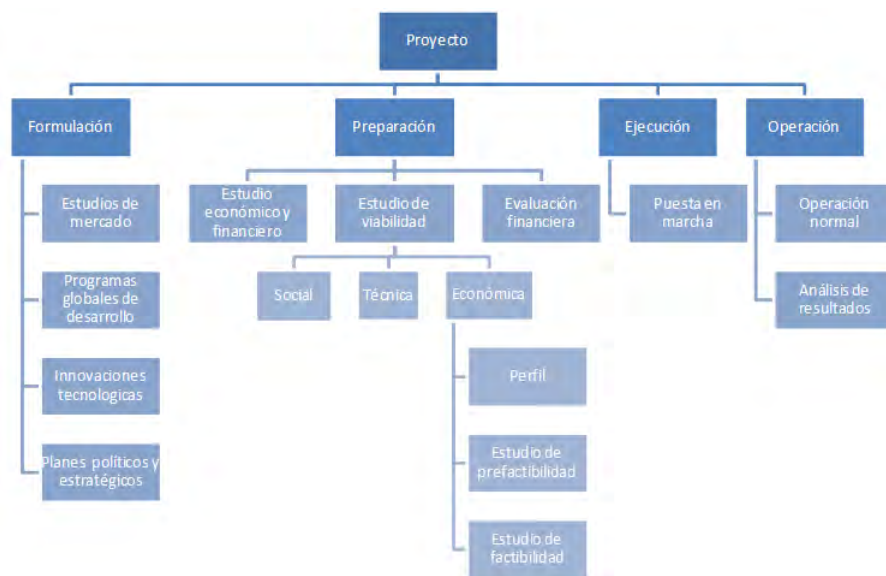 Proyecto
Formulación
Preparación
Ejecución
Operación
Estudios de
mercado
Programas
globales de
desarrollo
Innovaciones
tecnologicas
Planes políticos y
estratégicos
Estudio
económico y
financiero
Estudio de
viabilidad
Evaluación
financiera
Social
Técnica
Económica
Perfil
Estudio de
prefactibilidad
Estudio de
factibilidad
Puesta en
marcha
Operación
normal
Análisis de
resultados